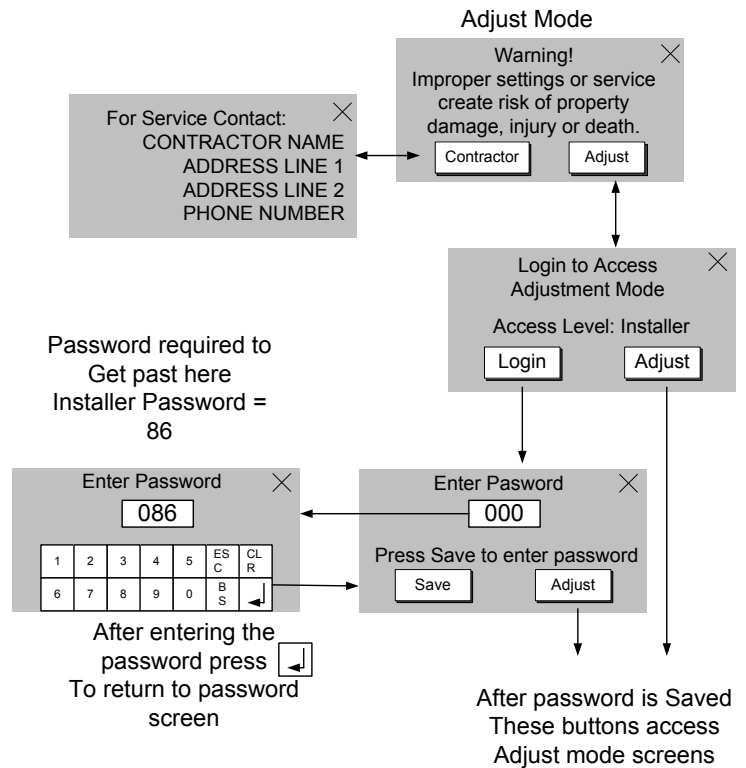 Adjust Mode
Warning!
Improper settings or service
create risk of property
damage, injury or death.
Contractor
Adjust
For Service Contact:
CONTRACTOR NAME
ADDRESS LINE 1
ADDRESS LINE 2
PHONE NUMBER
Login to Access
Adjustment Mode
Access Level: Installer
Login
Adjust
Password required to
Get past here
Installer Password =
86
Enter Password
086
1 2 3 4 5 ES
C CL
R
6 7 8 9 0 B
S
Enter Pasword
000
Press Save to enter password
Save
Adjust
After entering the
password press
To return to password
screen
After password is Saved
These buttons access
Adjust mode screens